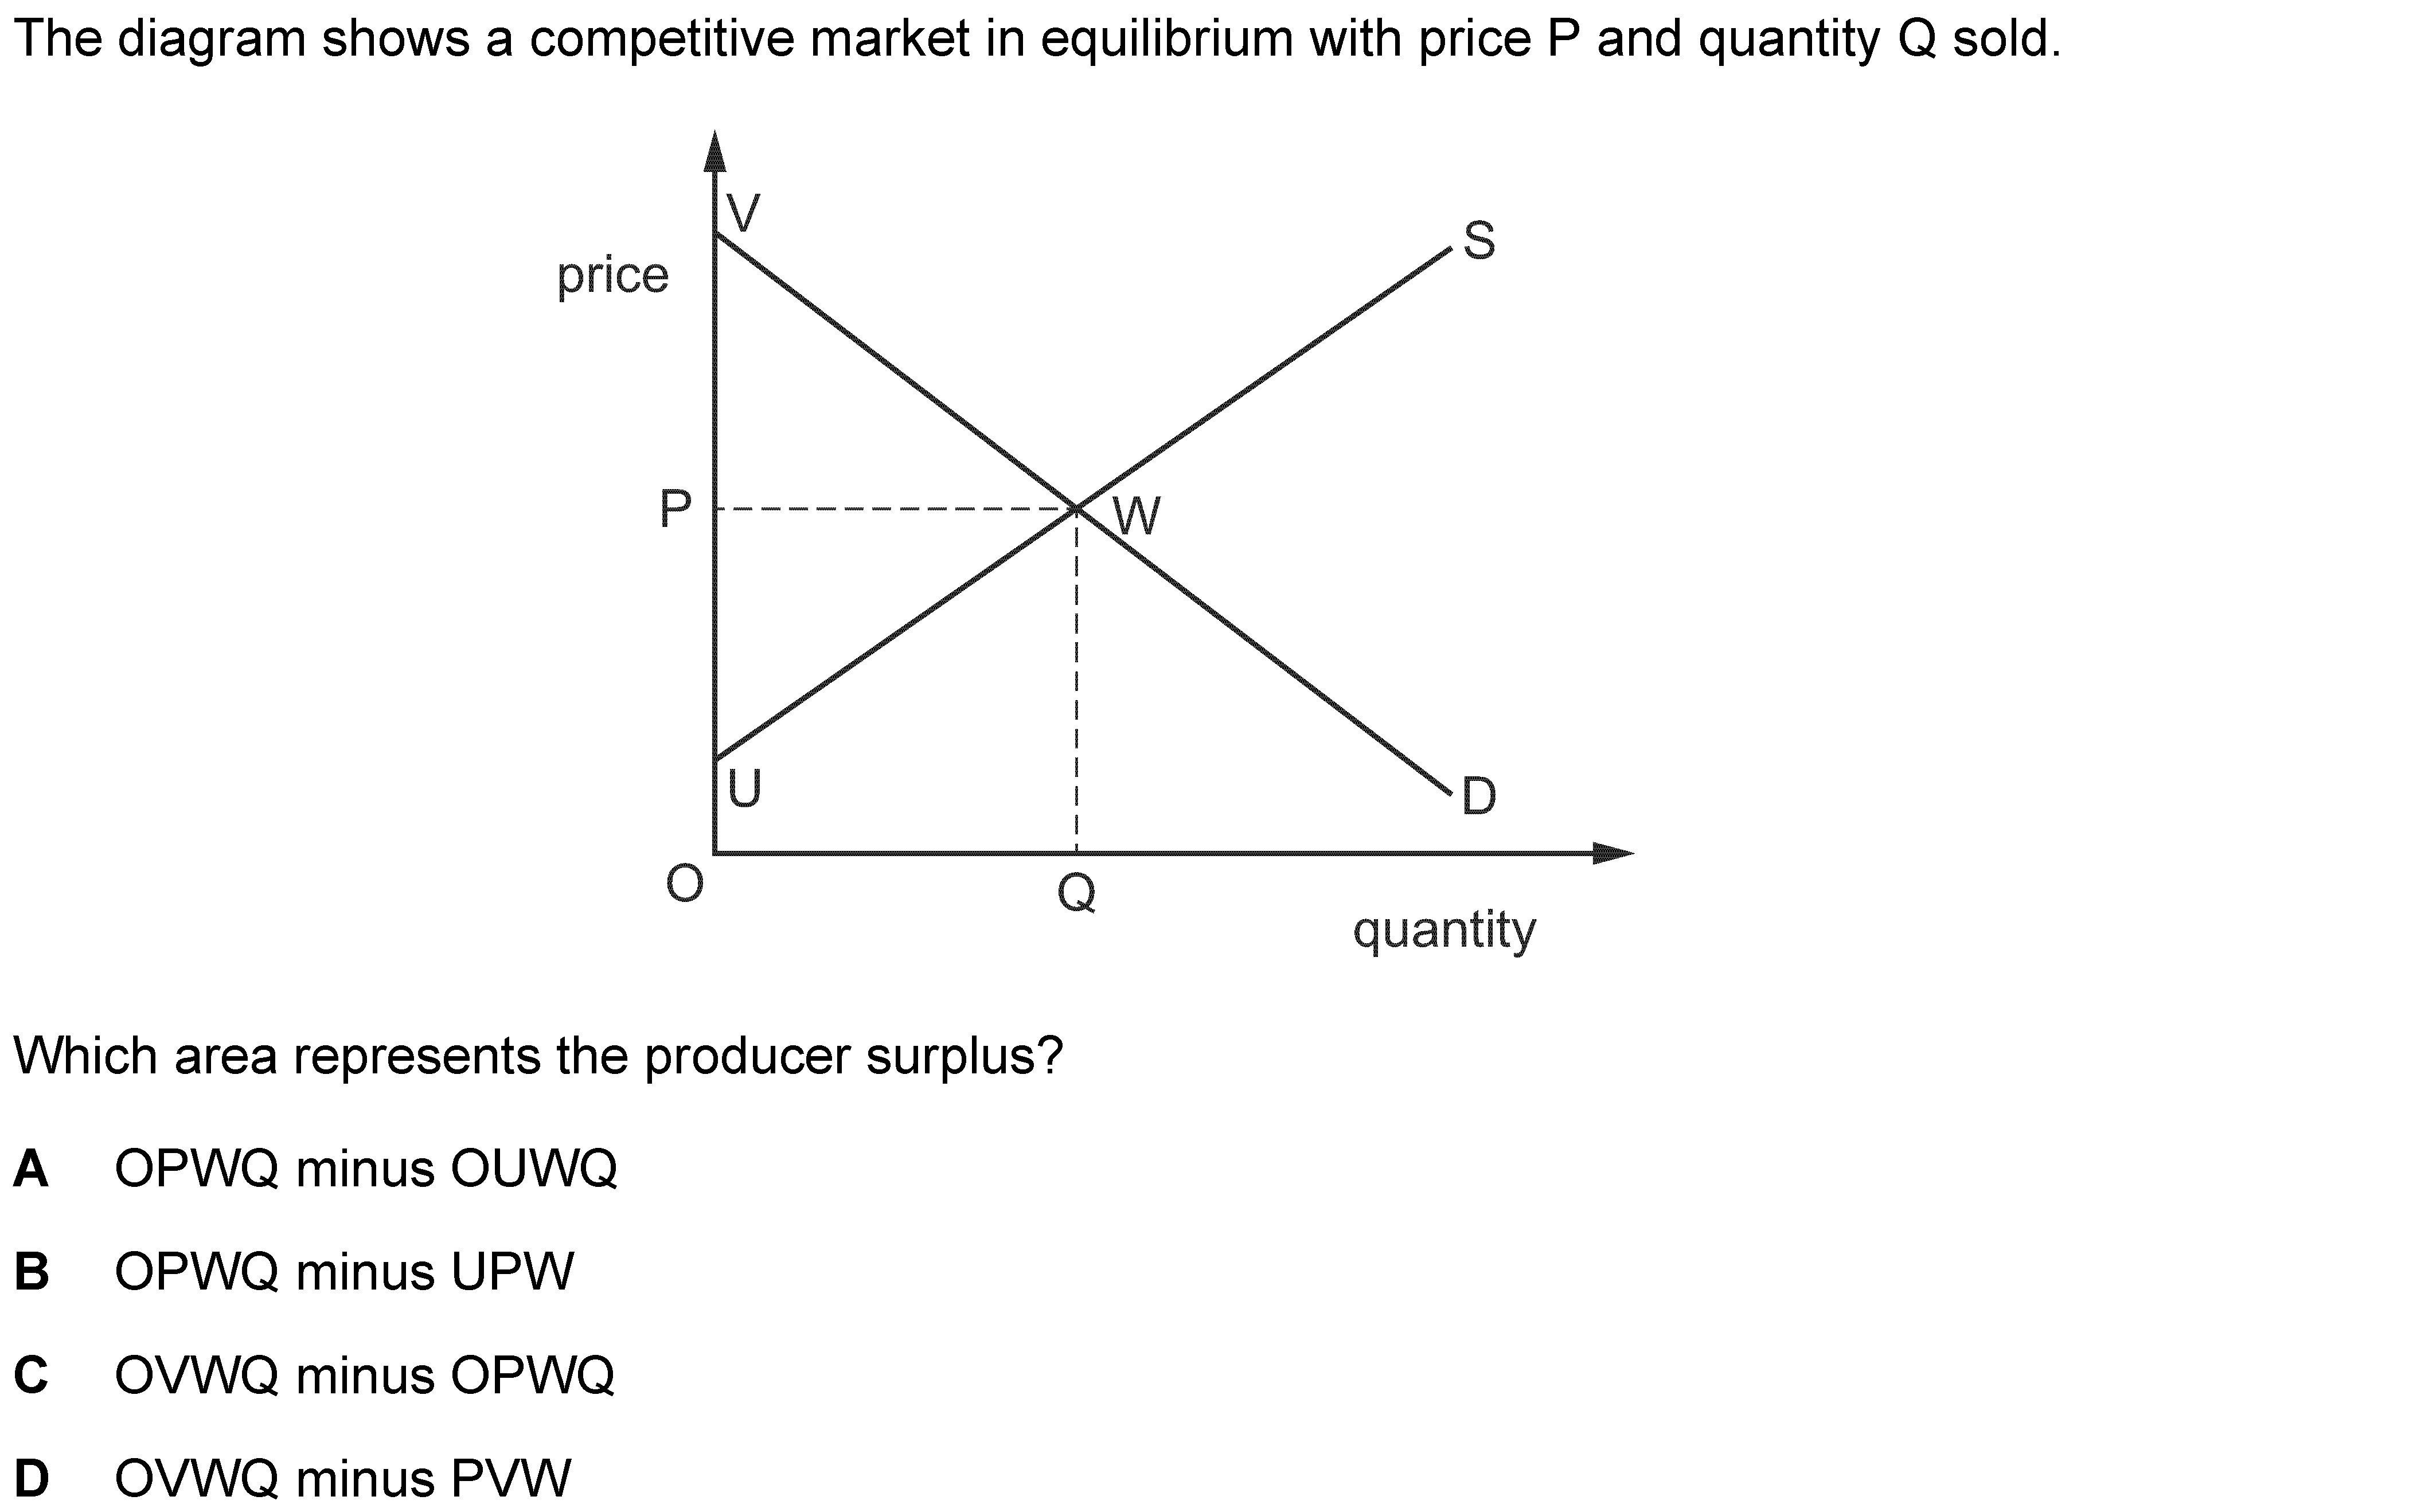 The diagram shows a competitive market in equilibrium with price P and quantity Q sold.
V
S
price
P
W
U
D
O
Q
quantity
Which area represents the producer surplus?
A OPWQ minus OUWQ
B OPWQ minus UPW
C OVWQ minus OPWQ
D OVWQ minus PVW